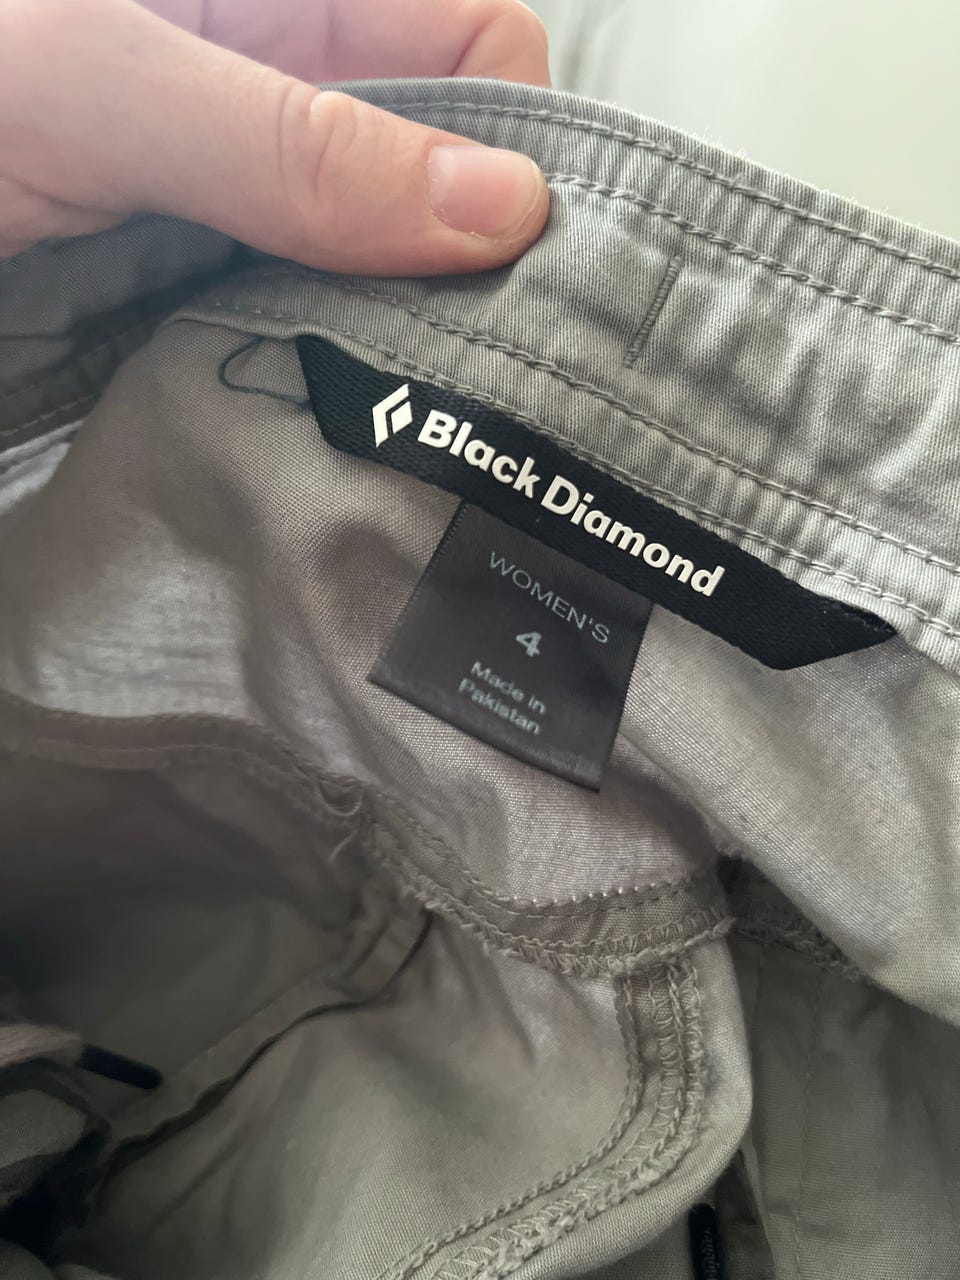 Black Diamond
WOMEN'S
4
Made in
Pakistan